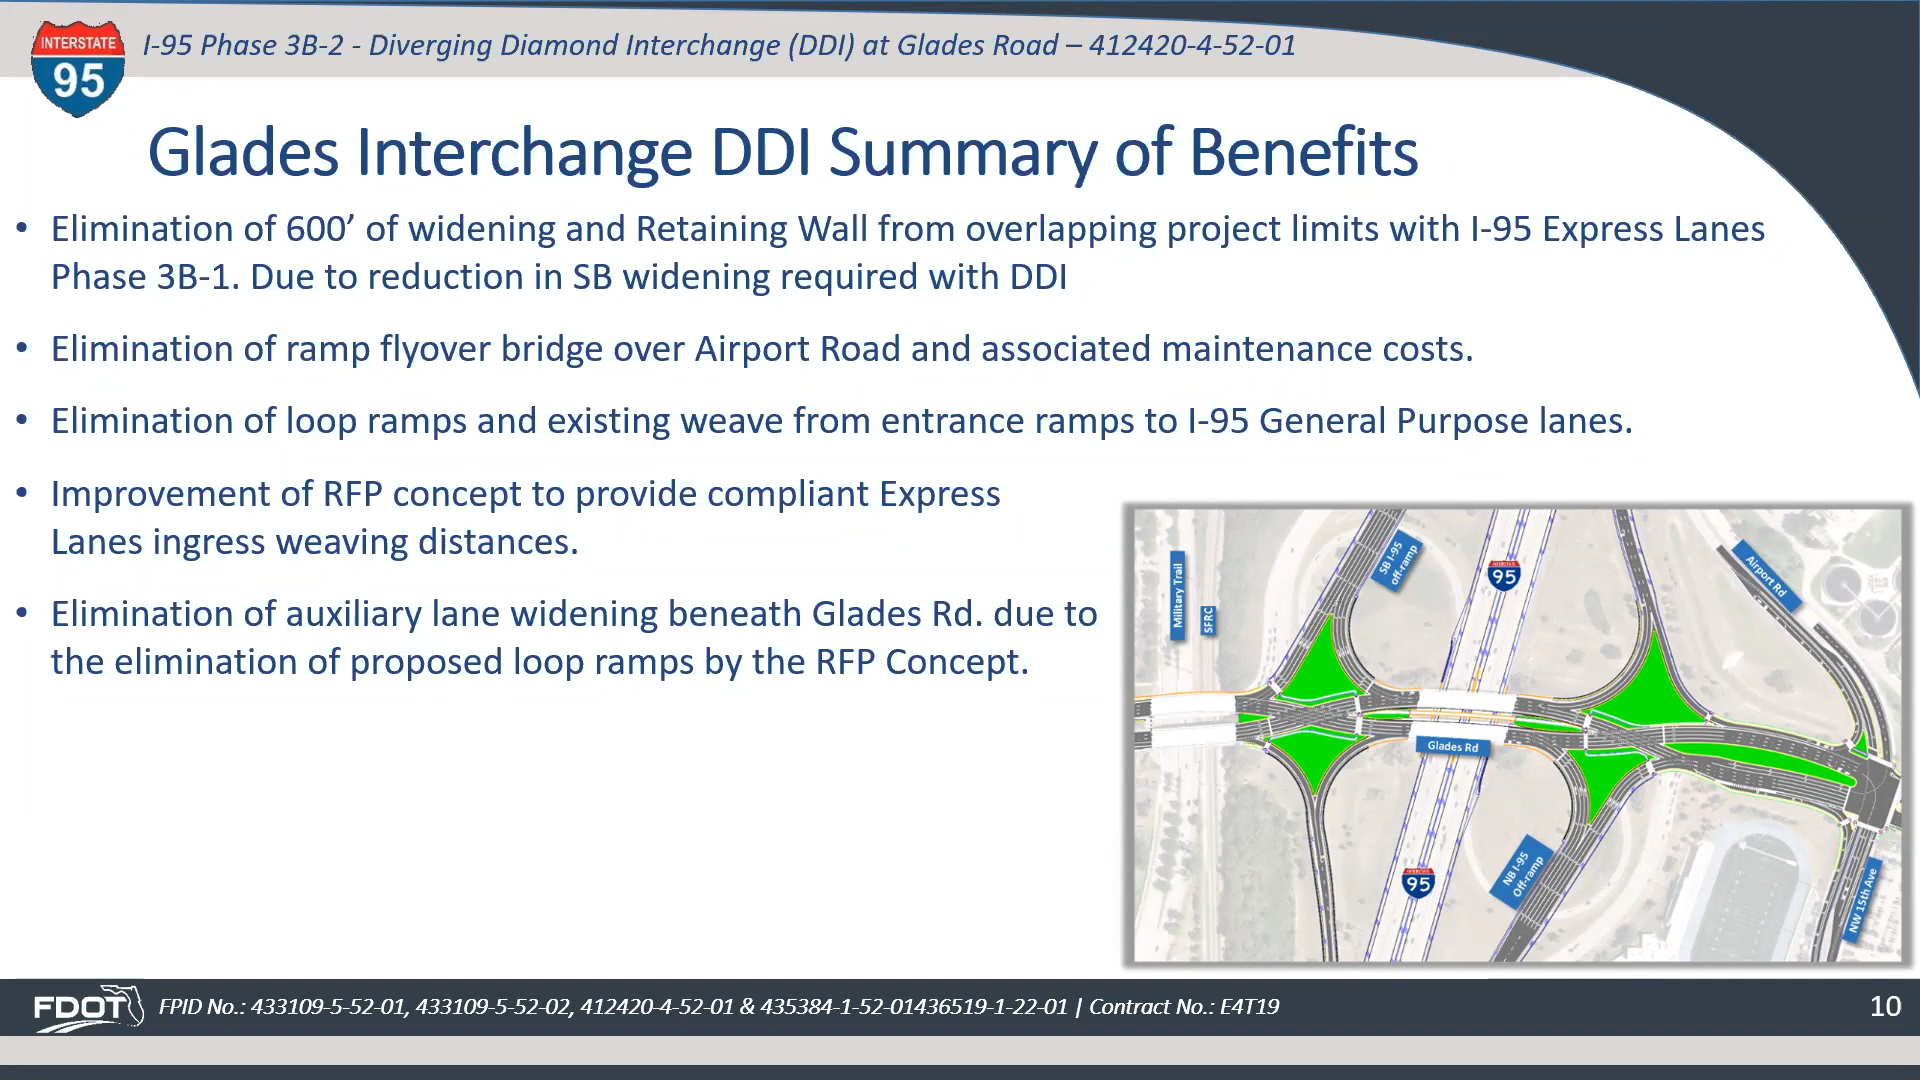 INTERSTATE
95
I-95 Phase 3B-2 - Diverging Diamond Interchange (DDI) at Glades Road – 412420-4-52-01
Glades Interchange DDI Summary of Benefits
• Elimination of 600’ of widening and Retaining Wall from overlapping project limits with I-95 Express Lanes
Phase 3B-1. Due to reduction in SB widening required with DDI
• Elimination of ramp flyover bridge over Airport Road and associated maintenance costs.
• Elimination of loop ramps and existing weave from entrance ramps to I-95 General Purpose lanes.
• Improvement of RFP concept to provide compliant Express
Lanes ingress weaving distances.
• Elimination of auxiliary lane widening beneath Glades Rd. due to
the elimination of proposed loop ramps by the RFP Concept.
Military Trail
SFRC
SB I-95
off-ramp
INTERSTATE
95
Airport Rd
Glades Rd
INTERSTATE
95
NB I-95
Off-ramp
NW 15th Ave
FDOT
FPID No.: 433109-5-52-01, 433109-5-52-02, 412420-4-52-01 & 435384-1-52-01436519-1-22-01 | Contract No.: E4T19
10